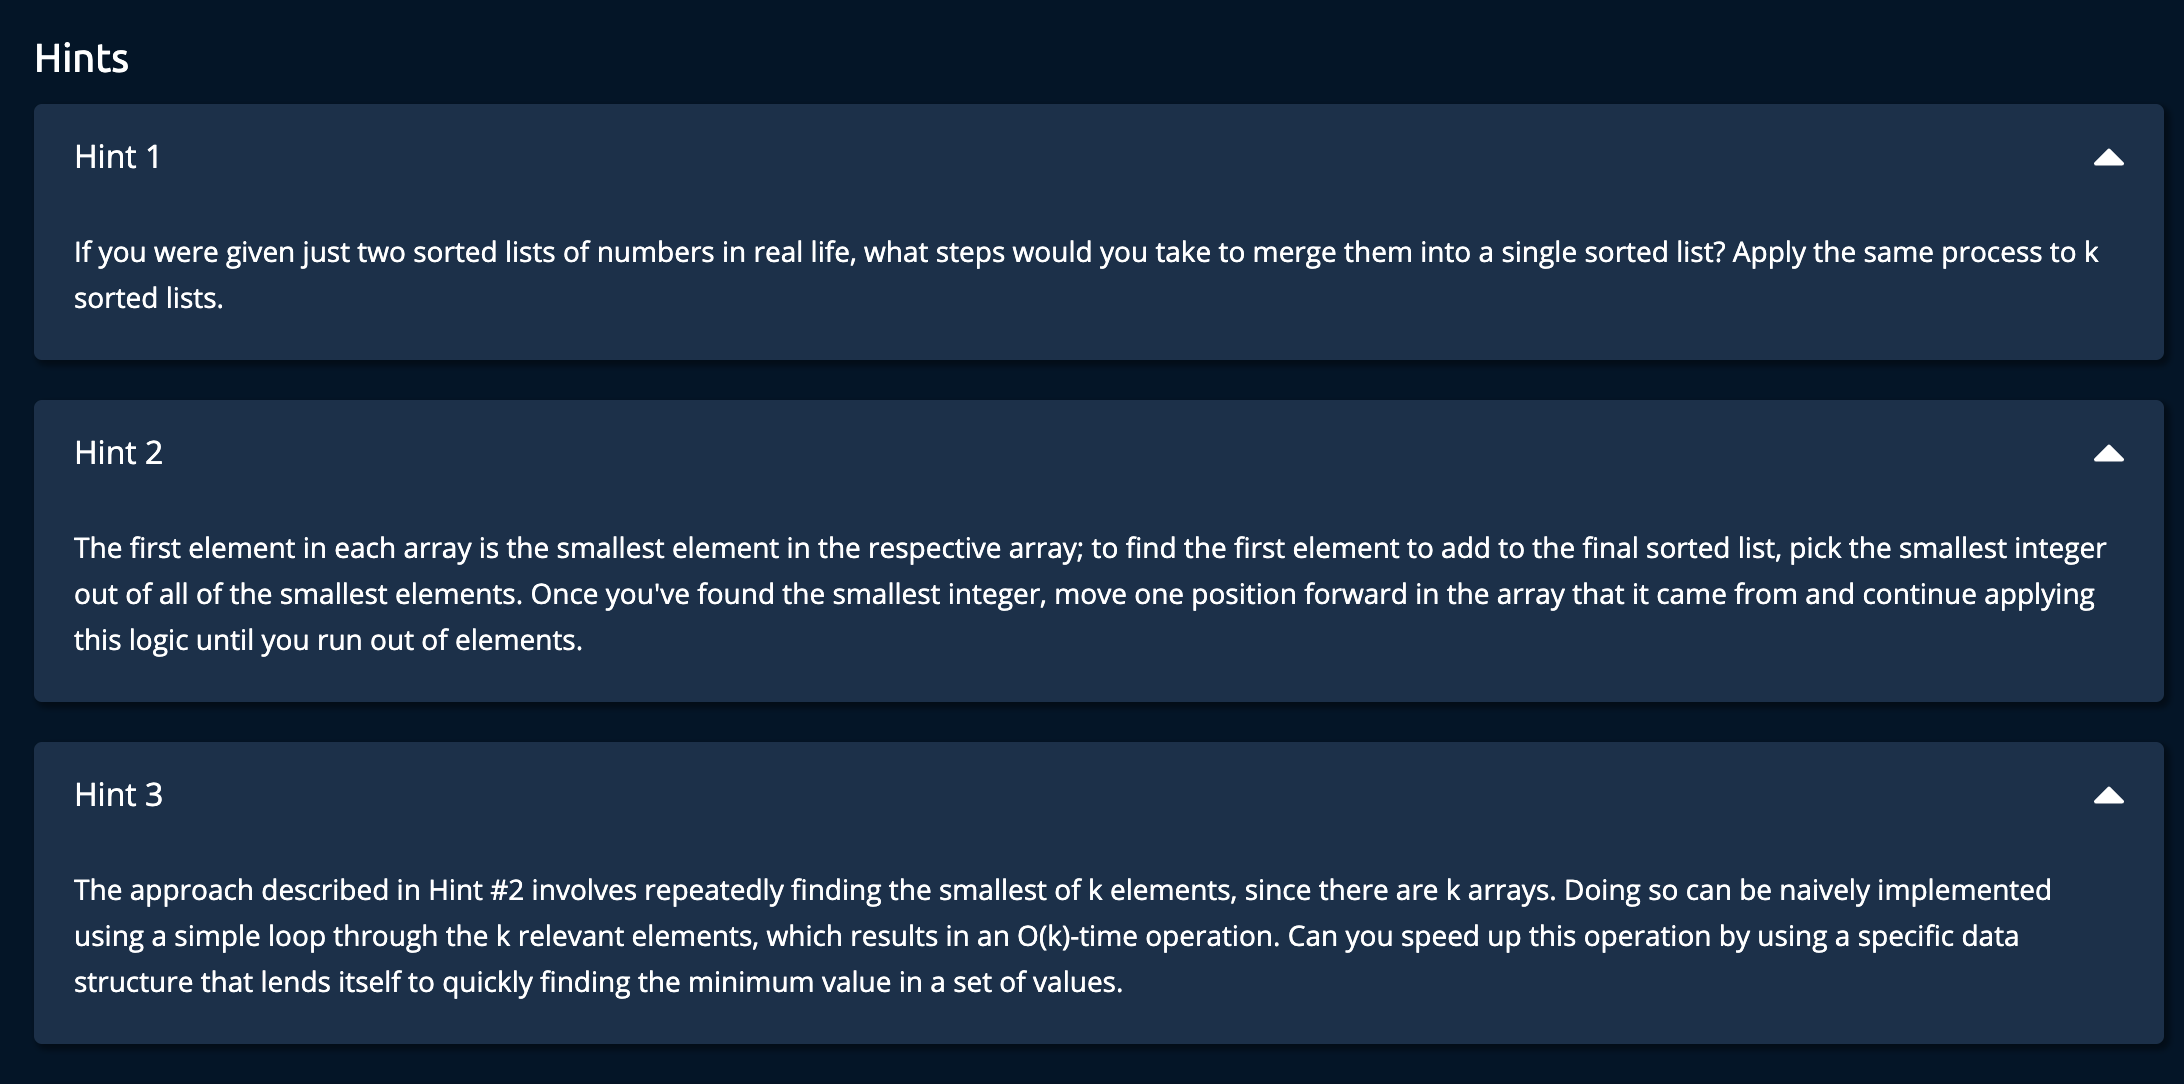 Hints
Hint 1
If you were given just two sorted lists of numbers in real life, what steps would you take to merge them into a single sorted list? Apply the same process to k
sorted lists.
Hint 2
The first element in each array is the smallest element in the respective array; to find the first element to add to the final sorted list, pick the smallest integer
out of all of the smallest elements. Once you've found the smallest integer, move one position forward in the array that it came from and continue applying
this logic until you run out of elements.
Hint 3
The approach described in Hint #2 involves repeatedly finding the smallest of k elements, since there are k arrays. Doing so can be naively implemented
using a simple loop through the k relevant elements, which results in an O(k)-time operation. Can you speed up this operation by using a specific data
structure that lends itself to quickly finding the minimum value in a set of values.